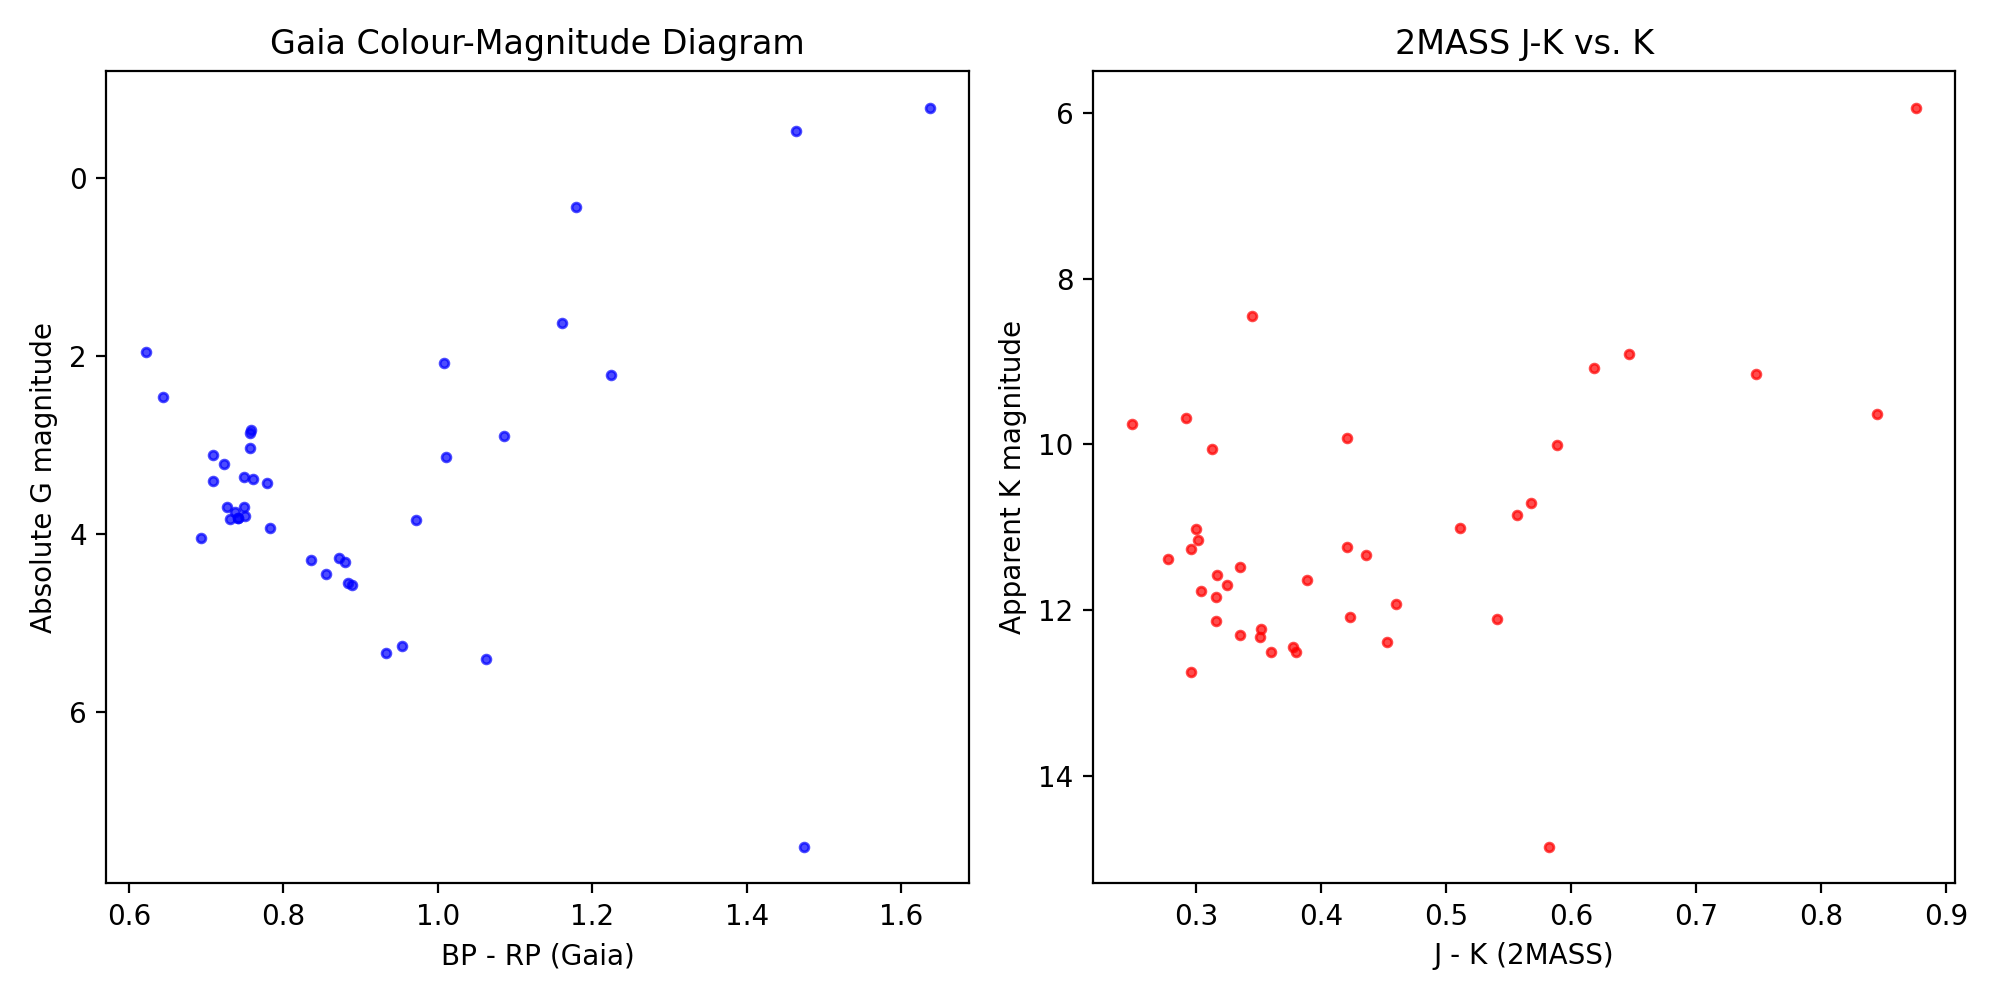 Gaia Colour-Magnitude Diagram
Absolute G magnitude
0
2
4
6
0.6 0.8 1.0 1.2 1.4 1.6
BP - RP (Gaia)
2MASS J-K vs. K
Apparent K magnitude
6
8
10
12
14
0.3 0.4 0.5 0.6 0.7 0.8 0.9
J - K (2MASS)